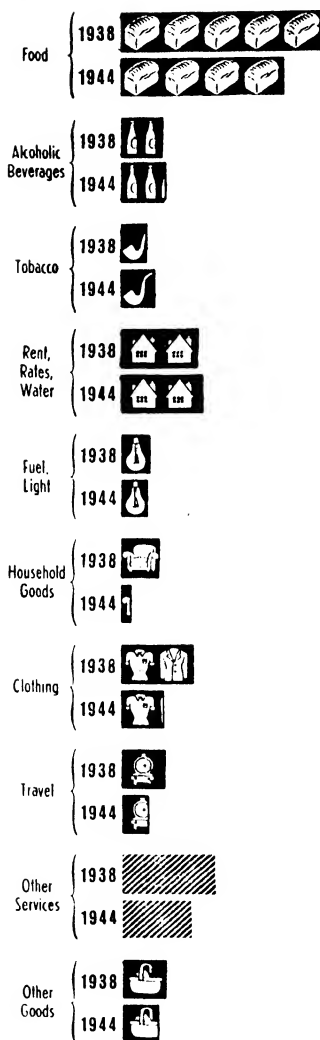 Food
1938
1944
Alcoholic
Beverages
1938
1944
Tobacco
1938
1944
Rent,
Rates,
Water
1938
1944
Fuel,
Light
1938
1944
Household
Goods
1938
1944
Clothing
1938
1944
Travel
1938
1944
Other
Services
1938
1944
Other
Goods
1938
1944